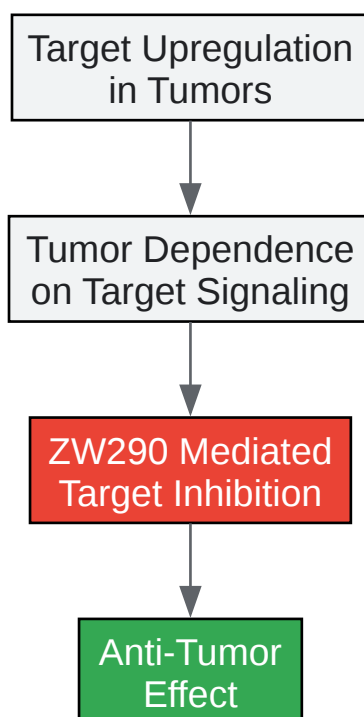 Target Upregulation
in Tumors
Tumor Dependence
on Target Signaling
ZW290 Mediated
Target Inhibition
Anti-Tumor
Effect